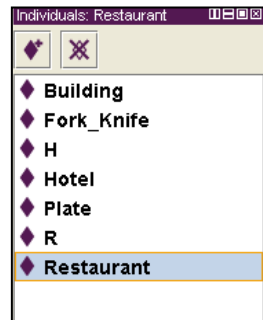 Individuals: Restaurant
Building
Fork_Knife
H
Hotel
Plate
R
Restaurant